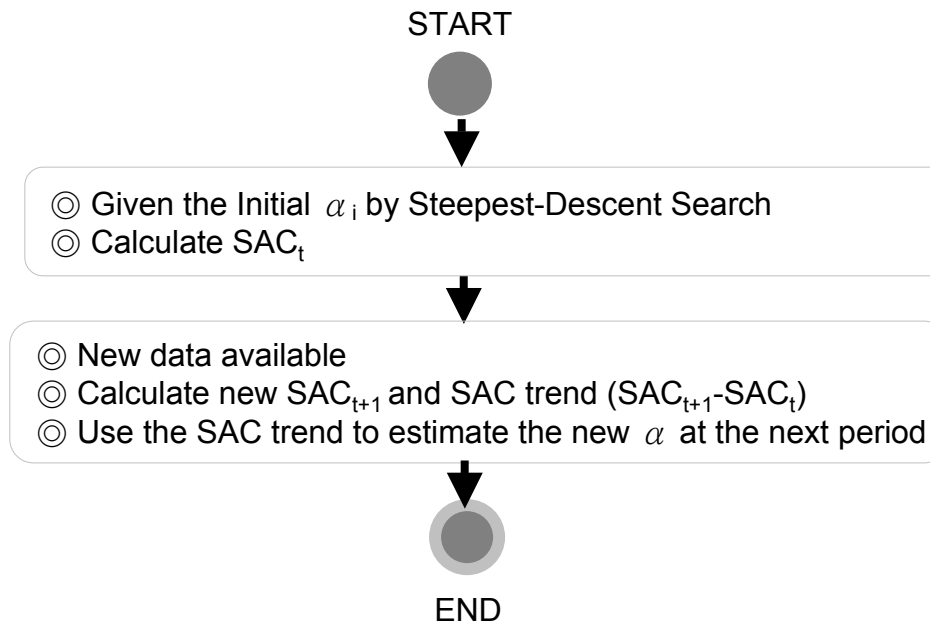 START
◎ Given the Initial α i by Steepest-Descent Search
◎ Calculate SACt
◎ New data available
◎ Calculate new SACt+1 and SAC trend (SACt+1-SACt)
◎ Use the SAC trend to estimate the new α at the next period
END